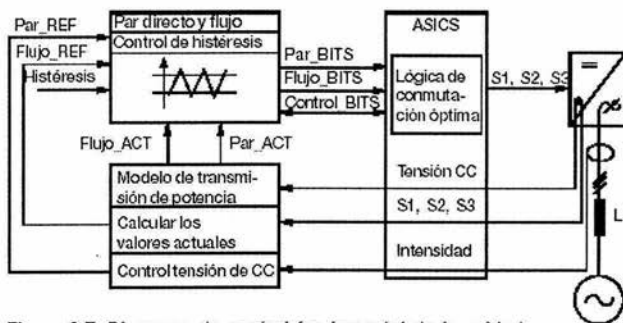 Par_REF
Flujo_REF
Histéresis
Par directo y flujo
Control de histéresis
Par_BITS
Flujo_BITS
Control_BITS
ASICS
Lógica de
conmuta-
ción óptima
S1, S2, S3
Flujo_ACT
Par_ACT
Modelo de transmi-
sión de potencia
Calcular los
valores actuales
Control tensión de CC
Tensión CC
S1, S2, S3
Intensidad
L